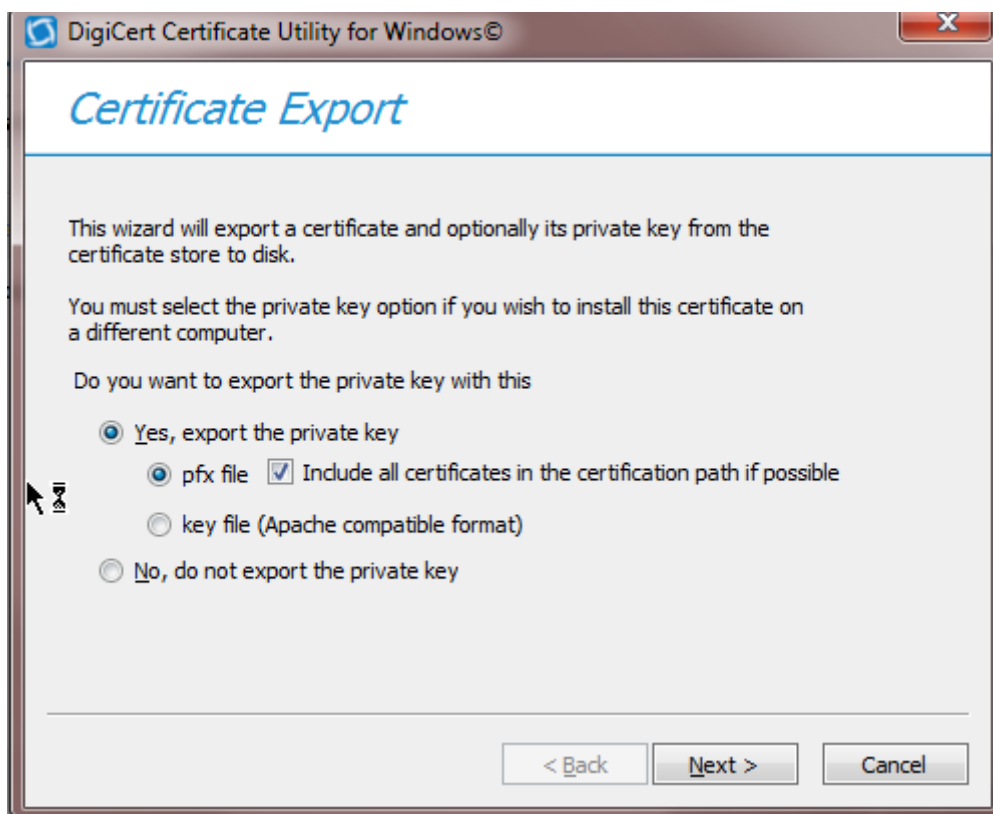 DigiCert Certificate Utility for Windows©
Certificate Export
This wizard will export a certificate and optionally its private key from the
certificate store to disk.
You must select the private key option if you wish to install this certificate on
a different computer.
Do you want to export the private key with this
Yes, export the private key
pfx file Include all certificates in the certification path if possible
key file (Apache compatible format)
No, do not export the private key
< Back Next > Cancel